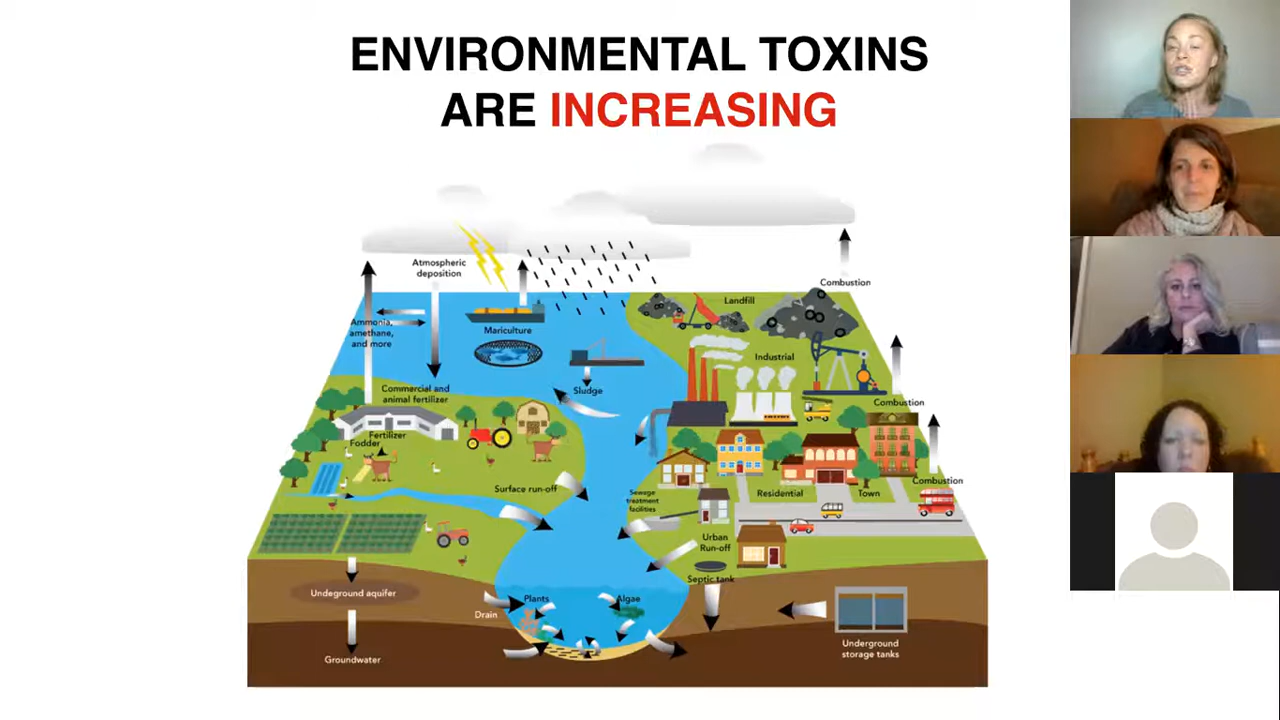 ENVIRONMENTAL TOXINS
ARE INCREASING
Atmospheric
deposition
Combustion
Landfill
Ammonia,
amethane,
and more
Mariculture
Industrial
Sludge
Commercial and
animal fertilizer
Combustion
Fertilizer
Fodder
Surface run-off
Sewege
treatment
facilities
Residential
Town
Combustion
Urban
Run-off
Septic tank
Undeground aquifer
Plants
Algae
Drain
Underground
storage tanks
Groundwater